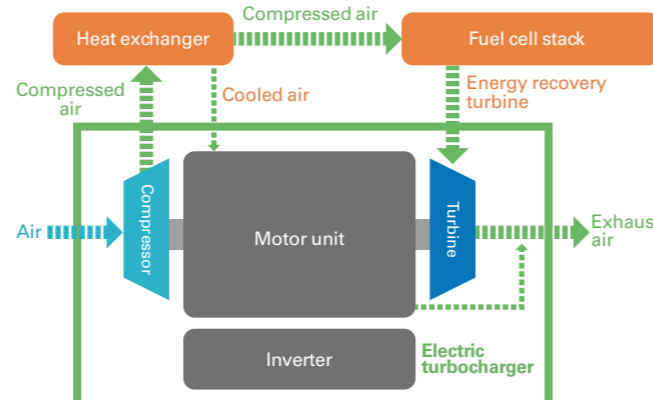 Compressed air
Heat exchanger
Fuel cell stack
Compressed
air
Cooled air
Energy recovery
turbine
Compressor
Motor unit
Turbine
Air
Exhaus
air
Inverter
Electric
turbocharger